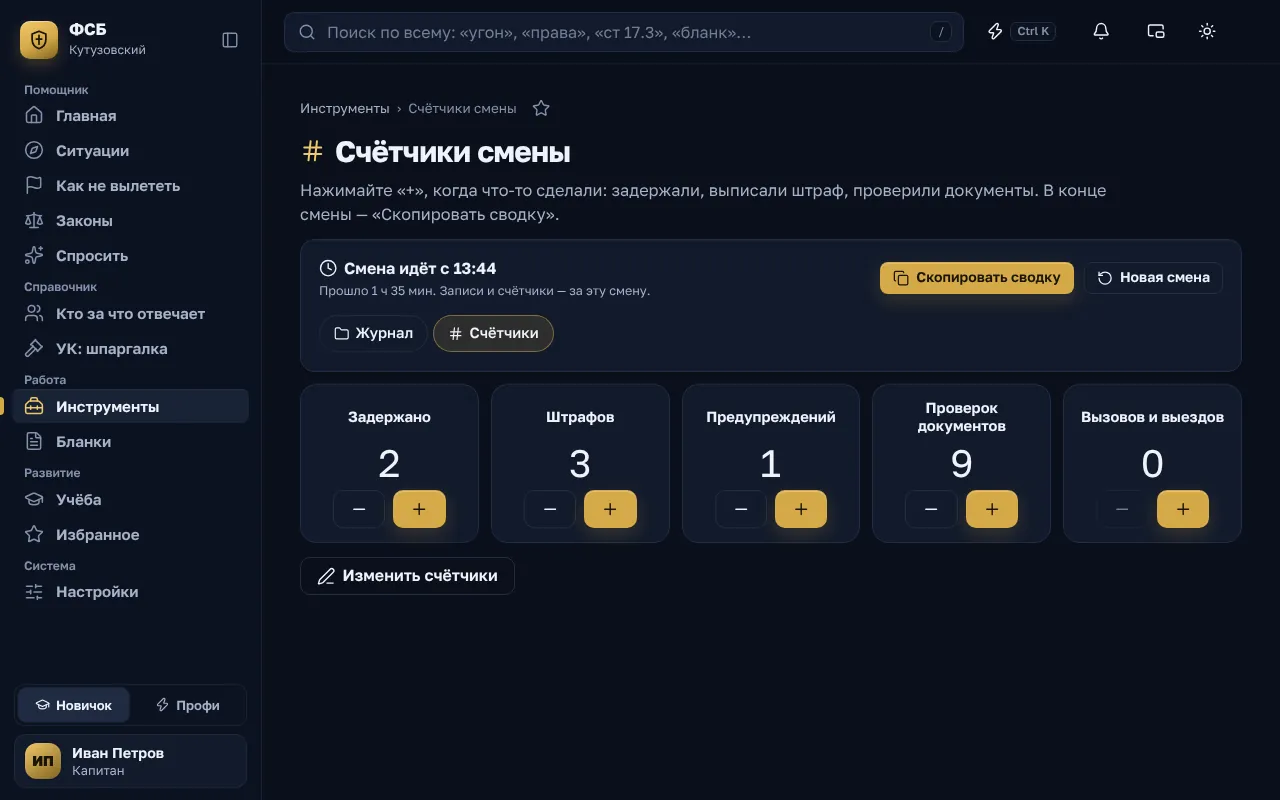 ФСБ
Кутузовский
Помощник
Главная
Ситуации
Как не вылететь
Законы
Спросить
Справочник
Кто за что отвечает
УК: шпаргалка
Работа
Инструменты
Бланки
Развитие
Учёба
Избранное
Система
Настройки
Новичок
Профи
ИП
Иван Петров
Капитан
Поиск по всему: «угон», «права», «ст 17.3», «бланк»…
/
Ctrl K
Инструменты › Счётчики смены
# Счётчики смены
Нажимайте «+», когда что-то сделали: задержали, выписали штраф, проверили документы. В конце
смены — «Скопировать сводку».
Смена идёт с 13:44
Прошло 1 ч 35 мин. Записи и счётчики — за эту смену.
Скопировать сводку
Новая смена
Журнал
# Счётчики
Задержано
2
− +
Штрафов
3
− +
Предупреждений
1
− +
Проверок
документов
9
− +
Вызовов и выездов
0
− +
Изменить счётчики